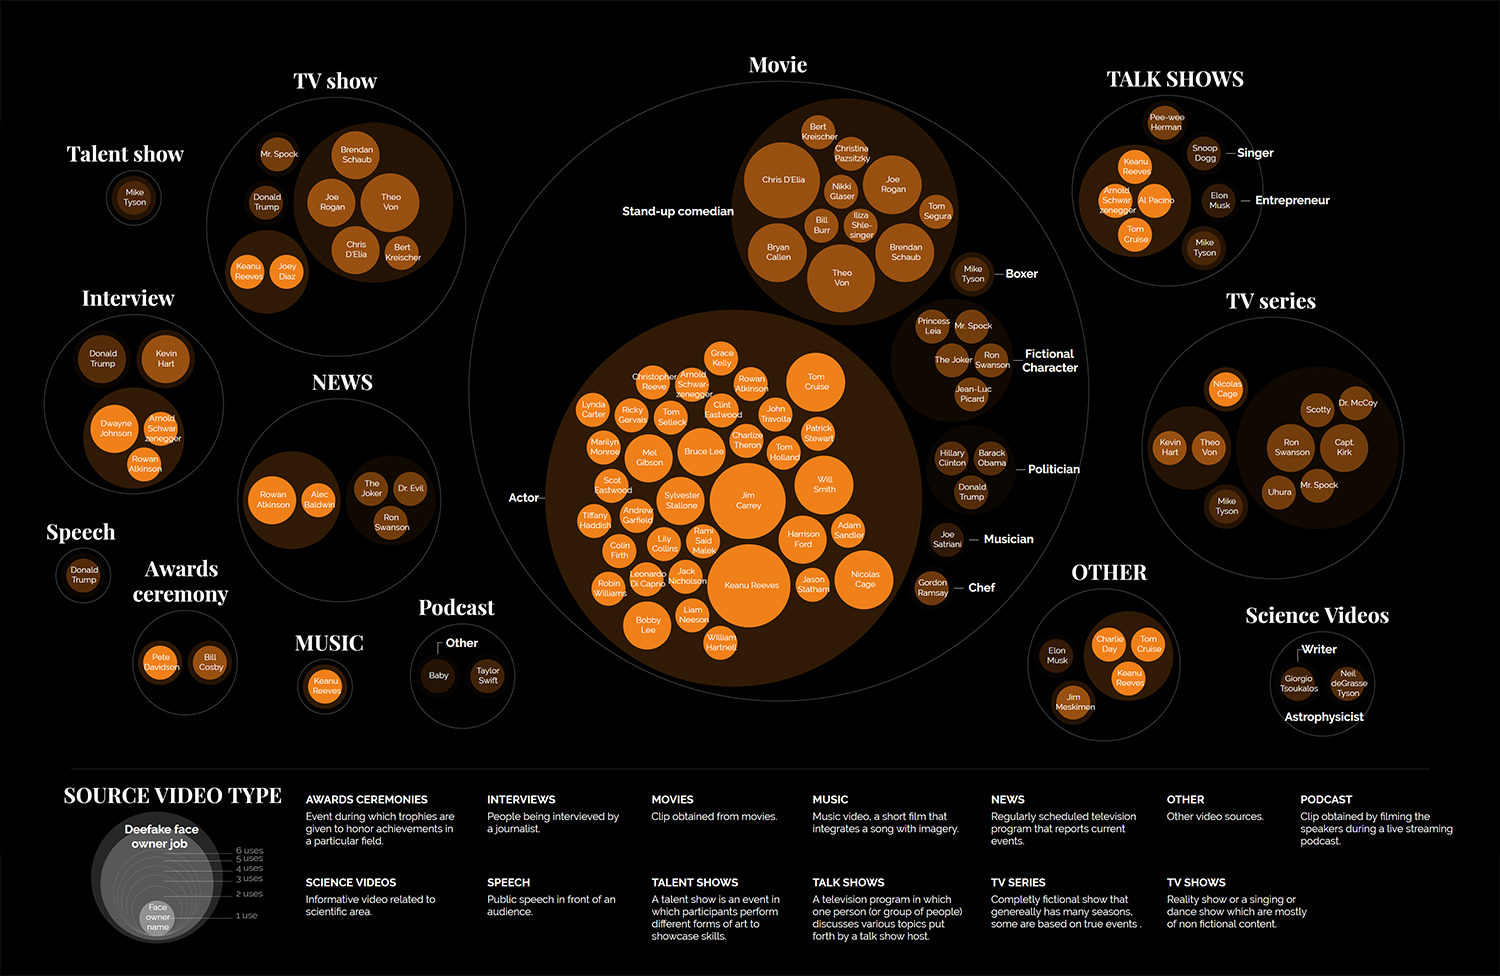 Movie
TV show
TALK SHOWS
Talent show
Mike
Tyson
Mr. Spock
Brendan
Schaub
Donald
Trump
Joe
Rogan
Theo
Von
Chris
D'Elia
Bert
Kreischer
Keanu
Reeves
Joey
Diaz
Bert
Kreischer
Christina
Pazsitzky
Chris D'Elia
Nikki
Glaser
Joe
Rogan
Tom
Segura
Stand-up comedian
Bill
Burr
Iliza
Shle-
singer
Bryan
Callen
Brendan
Schaub
Theo
Von
Mike
Tyson
Boxer
Pee-wee
Herman
Snoop
Dogg
Singer
Keanu
Reeves
Arnold
Schwar
zenegger
Al Pacino
Elon
Musk
Entrepreneur
Tom
Cruise
Mike
Tyson
Interview
Donald
Trump
Kevin
Hart
Dwayne
Johnson
Arnold
Schwar
zenegger
Rowan
Atkinson
Princess
Leia
Mr. Spock
The Joker
Ron
Swanson
Fictional
Character
Jean-Luc
Picard
TV series
Nicolas
Cage
Scotty
Dr. McCoy
Kevin
Hart
Theo
Von
Ron
Swanson
Capt.
Kirk
Uhura
Mr. Spock
Mike
Tyson
NEWS
Rowan
Atkinson
Alec
Baldwin
The
Joker
Dr. Evil
Ron
Swanson
Actor
Grace
Kelly
Christopher
Reeve
Arnold
Schwar-
zenegger
Rowan
Atkinson
Tom
Cruise
Lynda
Carter
Ricky
Gervais
Tom
Selleck
Clint
Eastwood
John
Travolta
Marilyn
Monroe
Mel
Gibson
Bruce Lee
Charlize
Theron
Tom
Holland
Patrick
Stewart
Scot
Eastwood
Sylvester
Stallone
Jim
Carrey
Will
Smith
Tiffany
Haddish
Andrew
Garfield
Colin
Firth
Lily
Collins
Rami
Said
Malek
Harrison
Ford
Adam
Sandler
Robin
Williams
Leonardo
Di Caprio
Jack
Nicholson
Keanu Reeves
Jason
Statham
Nicolas
Cage
Bobby
Lee
Liam
Neeson
William
Hartnell
Hillary
Clinton
Barack
Obama
Politician
Donald
Trump
Joe
Satriani
Musician
Gordon
Ramsay
Chef
Speech
Donald
Trump
Awards
ceremony
Pete
Davidson
Bill
Cosby
MUSIC
Keanu
Reeves
Podcast
Other
Baby
Taylor
Swift
OTHER
Elon
Musk
Charlie
Day
Tom
Cruise
Keanu
Reeves
Jim
Meskimen
Science Videos
Writer
Giorgio
Tsoukalos
Neil
deGrasse
Tyson
Astrophysicist
SOURCE VIDEO TYPE
Deefake face
owner job
6 uses
5 uses
4 uses
3 uses
2 uses
1 use
Face
owner
name
AWARDS CEREMONIES
Event during which trophies are
given to honor achievements in
a particular field.
INTERVIEWS
People being interviewed by
a journalist.
MOVIES
Clip obtained from movies.
MUSIC
Music video, a short film that
integrates a song with imagery.
NEWS
Regularly scheduled television
program that reports current
events.
OTHER
Other video sources.
PODCAST
Clip obtained by filming the
speakers during a live streaming
podcast.
SCIENCE VIDEOS
Informative video related to
scientific area.
SPEECH
Public speech in front of an
audience.
TALENT SHOWS
A talent show is an event in
which participants perform
different forms of art to
showcase skills.
TALK SHOWS
A television program in which
one person (or group of people)
discusses various topics put
forth by a talk show host.
TV SERIES
Completly fictional show that
genereally has many seasons,
some are based on true events .
TV SHOWS
Reality show or a singing or
dance show which are mostly
of non fictional content.